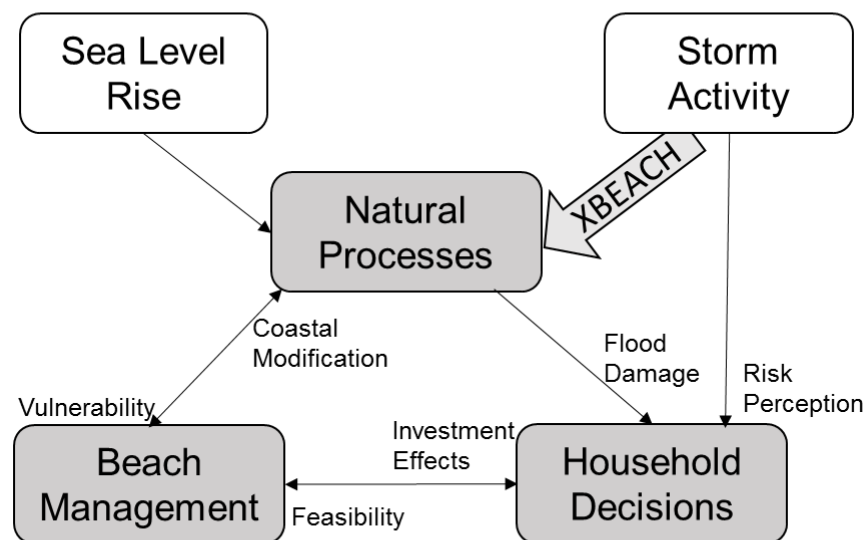 Sea Level
Rise
Storm
Activity
XBEACH
Natural
Processes
Coastal
Modification
Flood
Damage
Risk
Perception
Vulnerability
Investment
Effects
Beach
Management
Household
Decisions
Feasibility